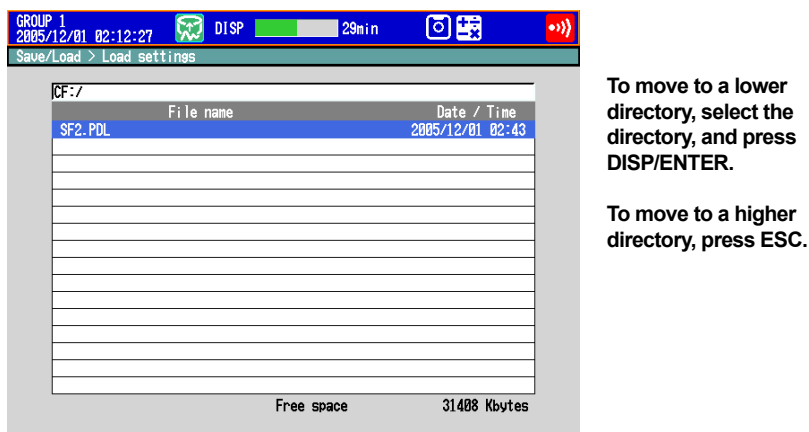 GROUP 1
2005/12/01 02:12:27 DISP 29min
Save/Load > Load settings
CF:/
File name Date / Time
SF2.PDL 2005/12/01 02:43
Free space 31408 Kbytes
To move to a lower
directory, select the
directory, and press
DISP/ENTER.
To move to a higher
directory, press ESC.